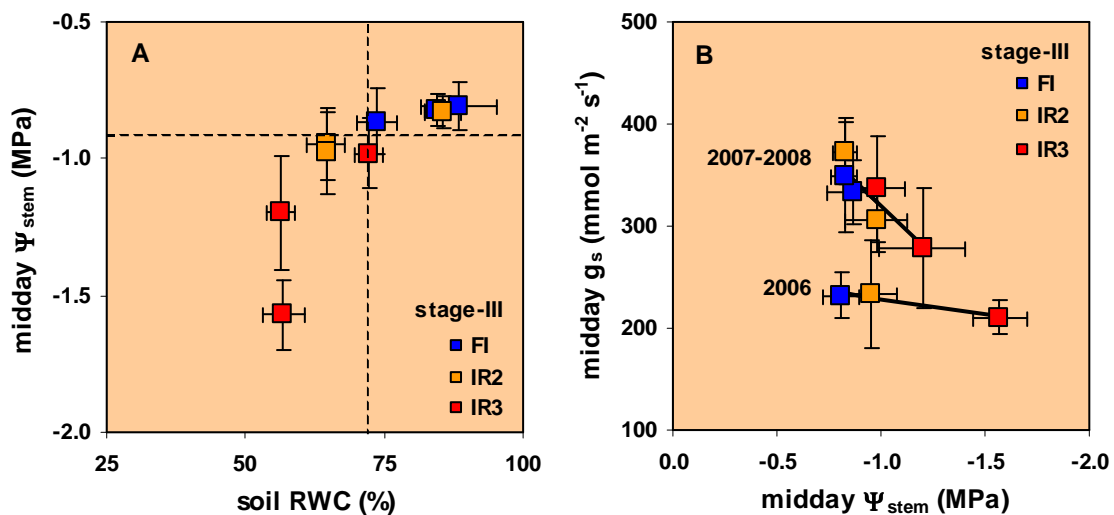 A
midday Ψstem (MPa)
-0.5
-1.0
-1.5
-2.0
25
50
75
100
soil RWC (%)
stage-III
FI
IR2
IR3
B
midday gs (mmol m-2 s-1)
500
400
300
200
100
0.0
-0.5
-1.0
-1.5
-2.0
midday Ψstem (MPa)
stage-III
FI
IR2
IR3
2007-2008
2006